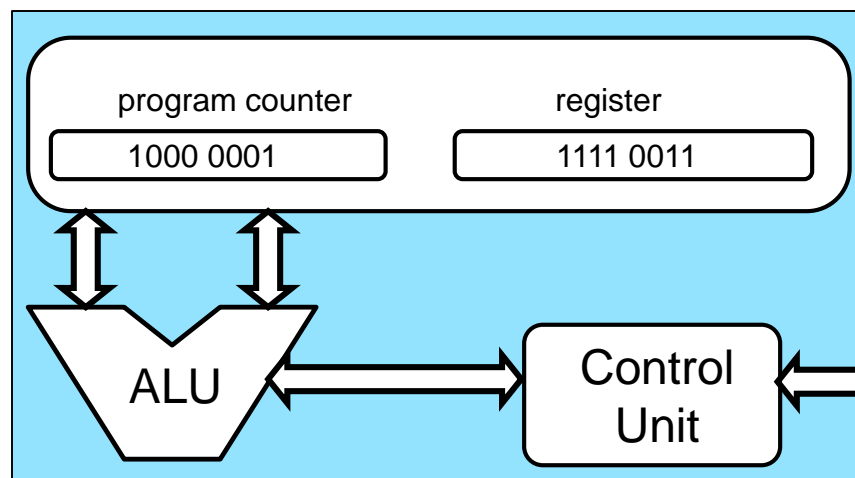 program counter register
1000 0001 1111 0011
ALU
Control
Unit